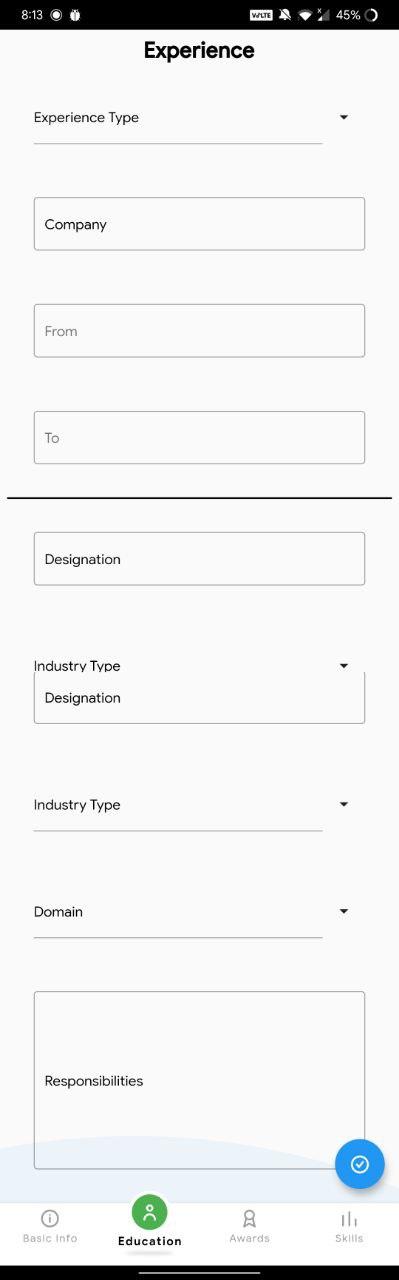 8:13 VoLTE 45%
Experience
Experience Type
Company
From
To
Designation
Industry Type
Designation
Industry Type
Domain
Responsibilities
Basic Info Education Awards Skills